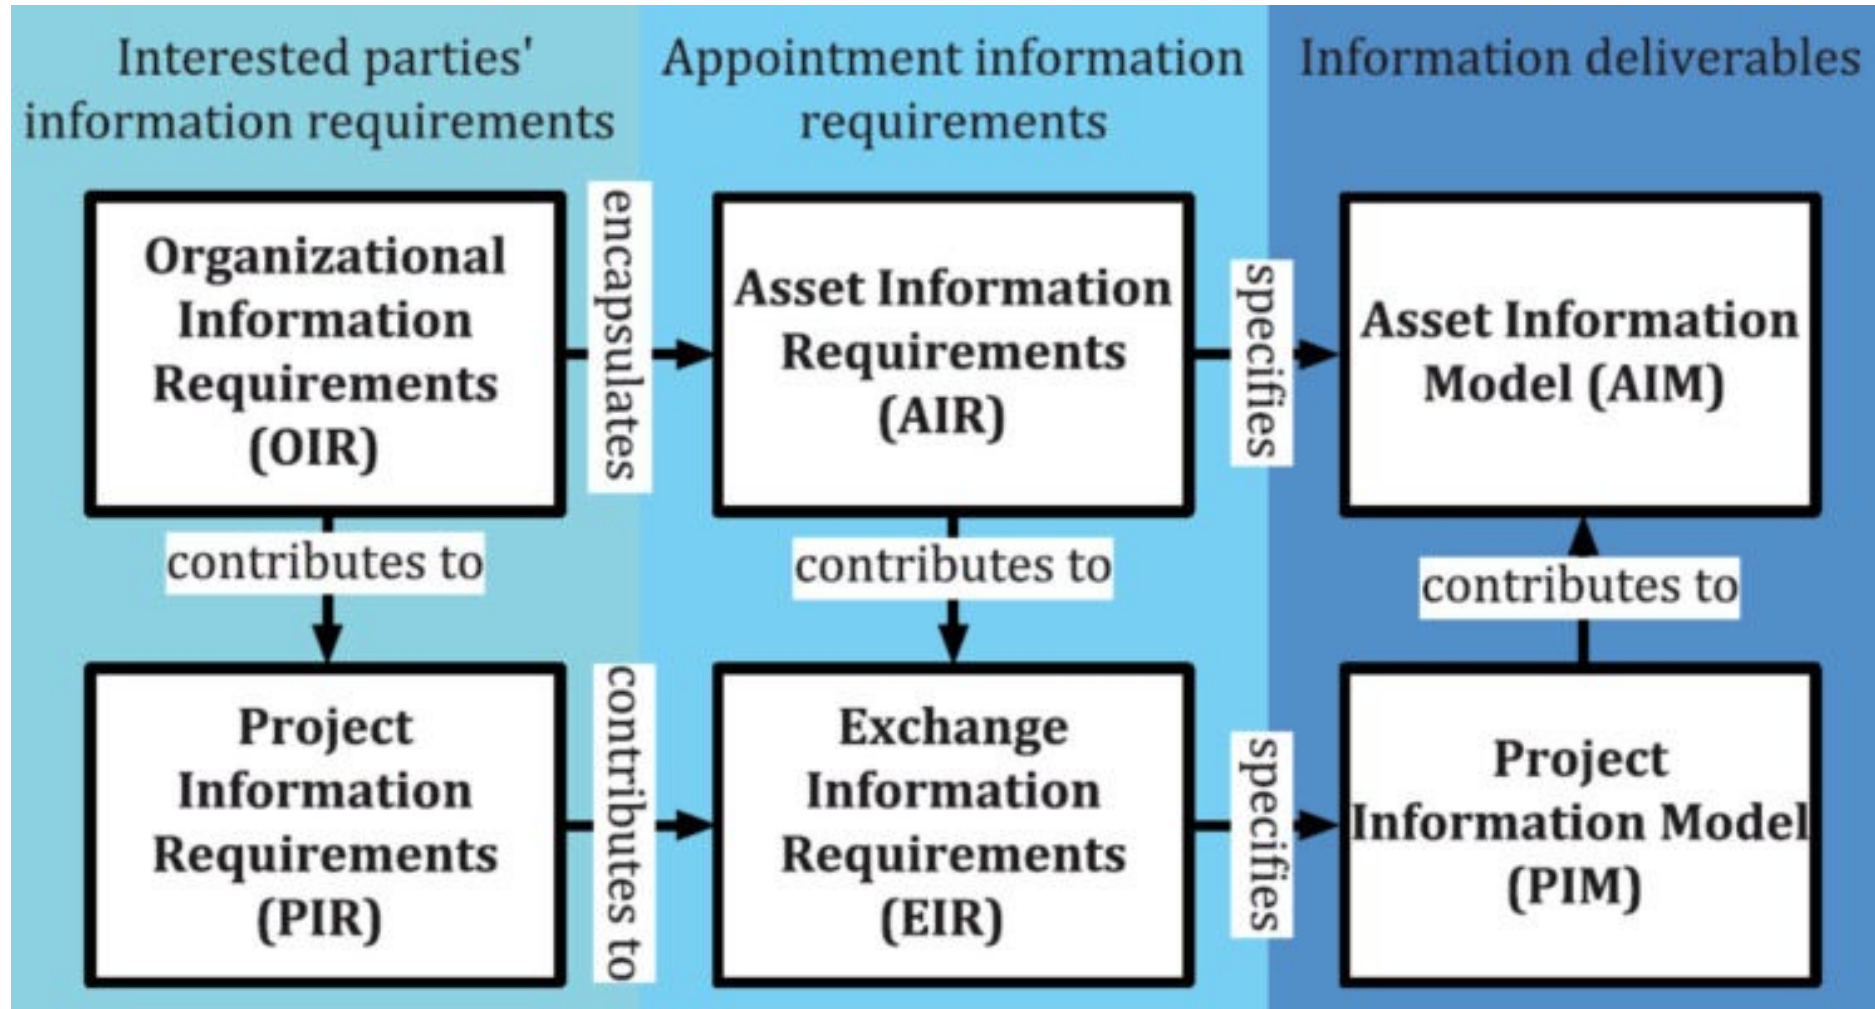 Interested parties'
information requirements
Appointment information
requirements
Information deliverables
Organizational
Information
Requirements
(OIR)
encapsulates
Asset Information
Requirements
(AIR)
specifies
Asset Information
Model (AIM)
contributes to
contributes to
contributes to
Project
Information
Requirements
(PIR)
contributes to
Exchange
Information
Requirements
(EIR)
specifies
Project
Information Model
(PIM)